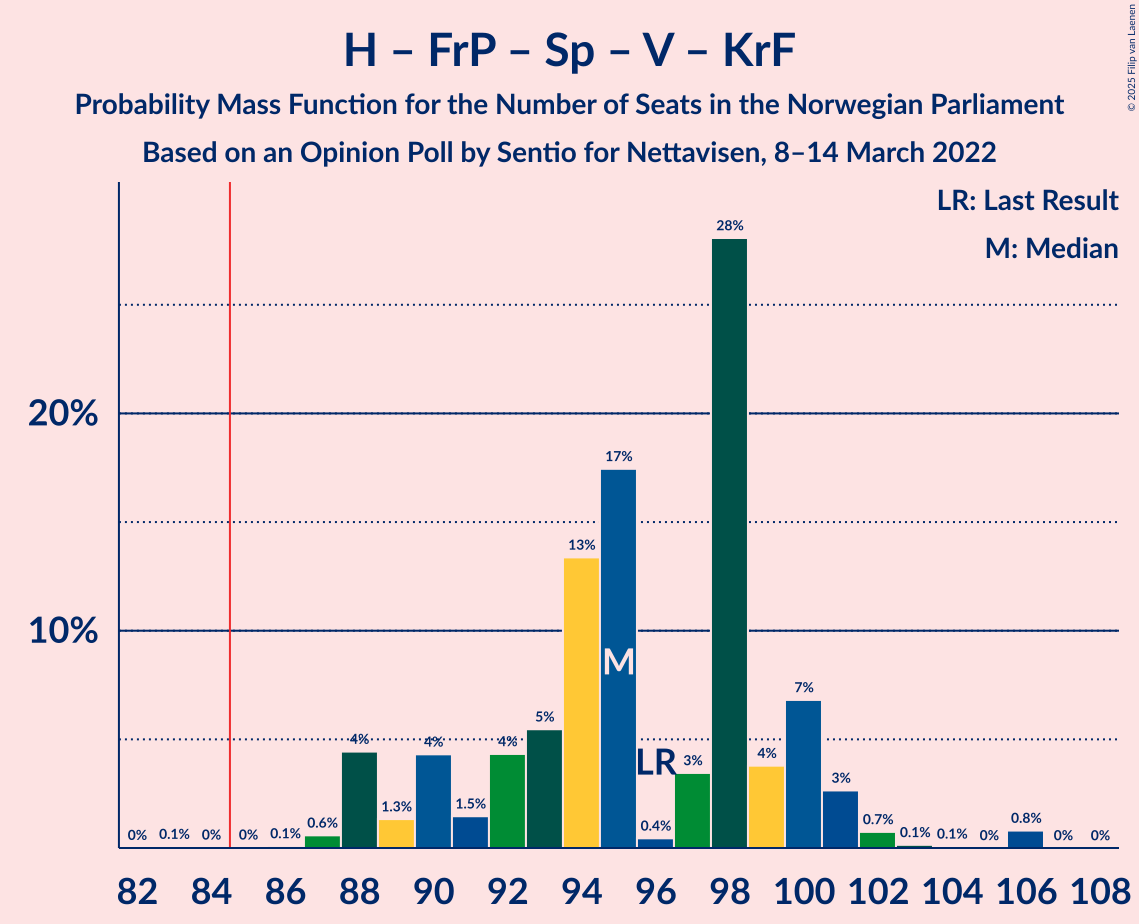 H – FrP – Sp – V – KrF
Probability Mass Function for the Number of Seats in the Norwegian Parliament
Based on an Opinion Poll by Sentio for Nettavisen, 8–14 March 2022
© 2025 Filip van Laenen
LR: Last Result
M: Median
20%
10%
0% 0.1% 0% 0% 0.1% 0.6% 4% 1.3% 4% 1.5% 4% 5% 13% 17% 0.4% 3% 28% 4% 7% 3% 0.7% 0.1% 0.1% 0% 0.8% 0% 0%
M
LR
82 84 86 88 90 92 94 96 98 100 102 104 106 108